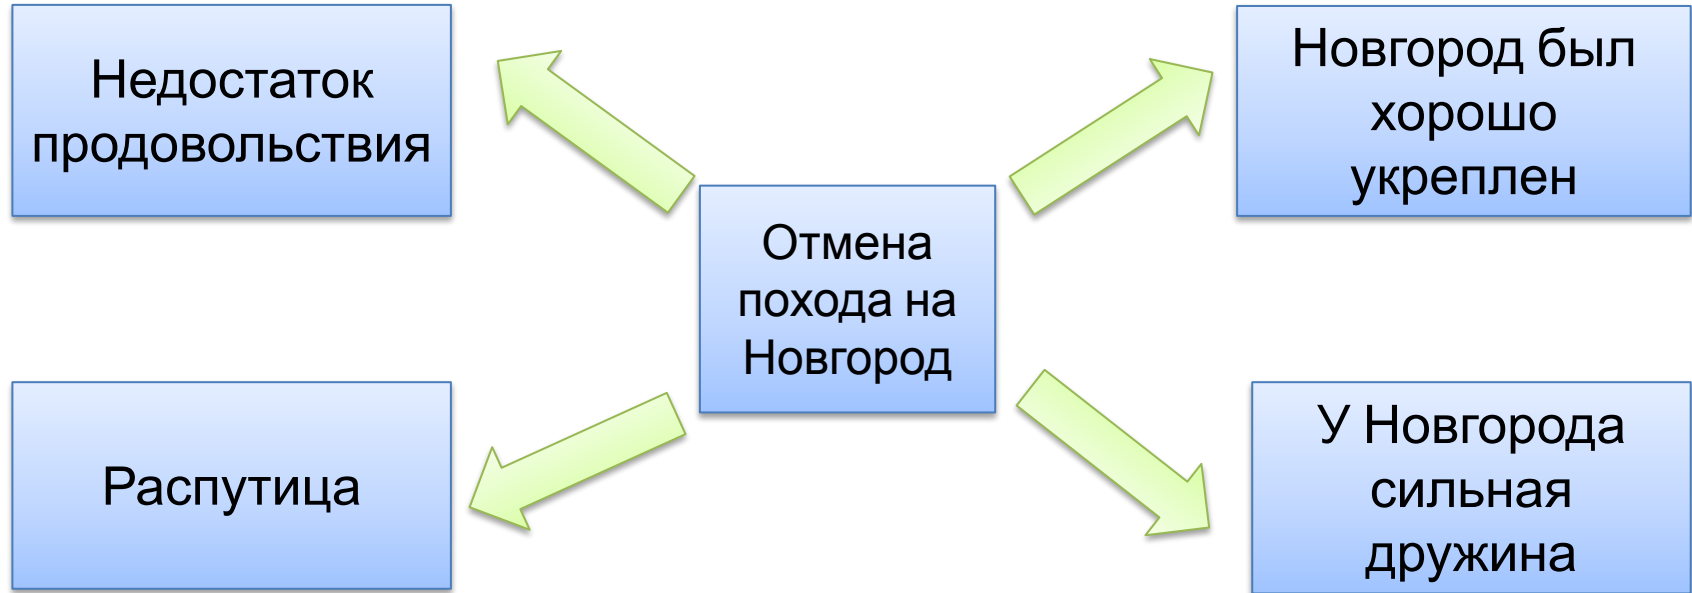 Недостаток
продовольствия
Новгород был
хорошо
укреплен
Отмена
похода на
Новгород
Распутица
У Новгорода
сильная
дружина